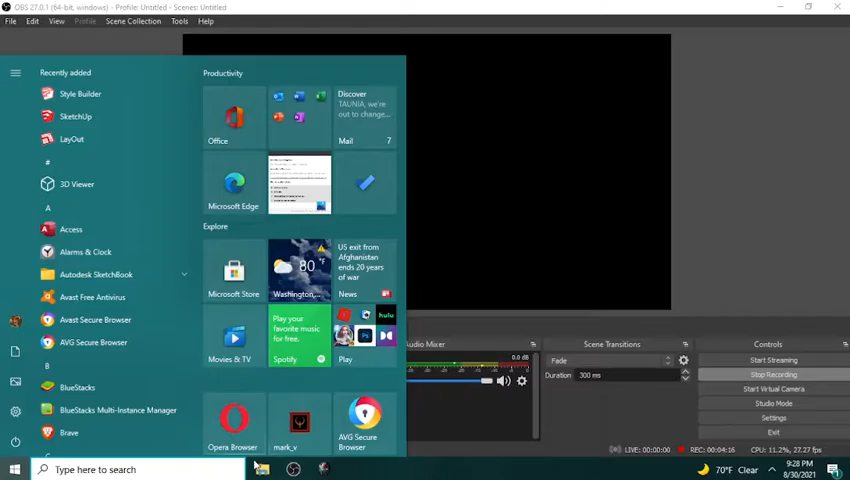 OBS 27.0.1 (64-bit, windows) - Profile: Untitled - Scenes: Untitled
File Edit View Profile Scene Collection Tools Help
Recently added
Style Builder
SketchUp
LayOut
#
3D Viewer
A
Access
Alarms & Clock
Autodesk SketchBook
Avast Free Antivirus
Avast Secure Browser
AVG Secure Browser
B
BlueStacks
BlueStacks Multi-Instance Manager
Brave
Productivity
Office
Discover
TAUNIA, we're
out to change...
Mail 7
Microsoft Edge
Explore
Microsoft Store
80 °F
Washington,...
US exit from
Afghanistan
ends 20 years
of war
News
Movies & TV
Play your
favorite music
for free.
Spotify
hulu
Play
Opera Browser
mark_v
AVG Secure
Browser
Audio Mixer
0.0 dB
Scene Transitions
Fade
Duration 300 ms
Controls
Start Streaming
Stop Recording
Start Virtual Camera
Studio Mode
Settings
Exit
LIVE: 00:00:00 REC: 00:04:16 CPU: 11.2%, 27.27 fps
Type here to search
70°F Clear
9:28 PM
8/30/2021
1